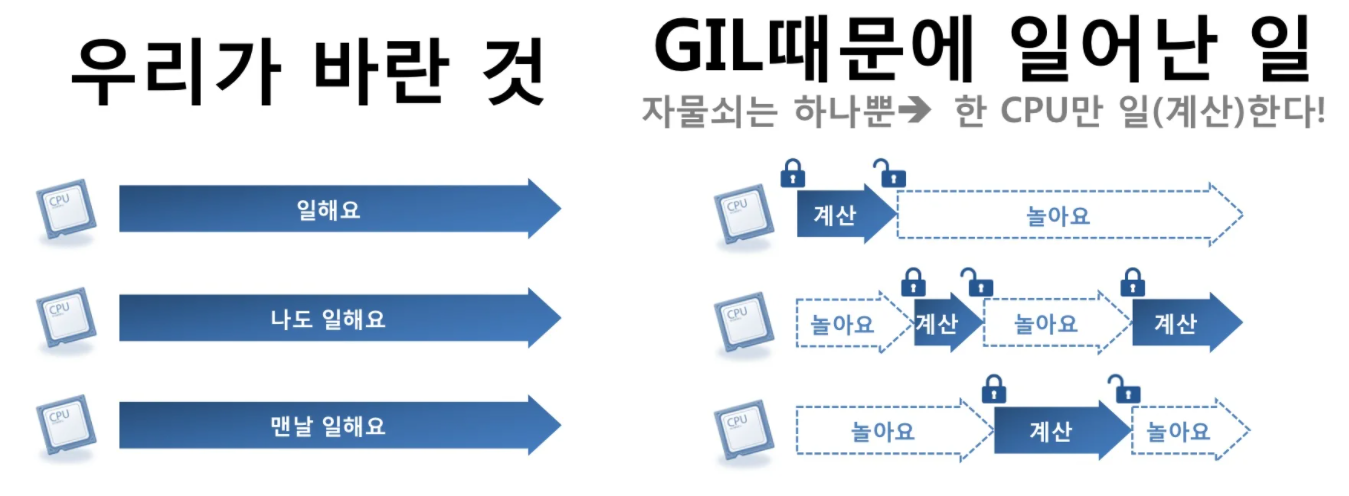 우리가 바란 것
CPU
일해요
CPU
나도 일해요
CPU
맨날 일해요
GIL때문에 일어난 일
자물쇠는 하나뿐➔ 한 CPU만 일(계산)한다!
CPU
계산
놀아요
CPU
놀아요
계산
놀아요
계산
CPU
놀아요
계산
놀아요